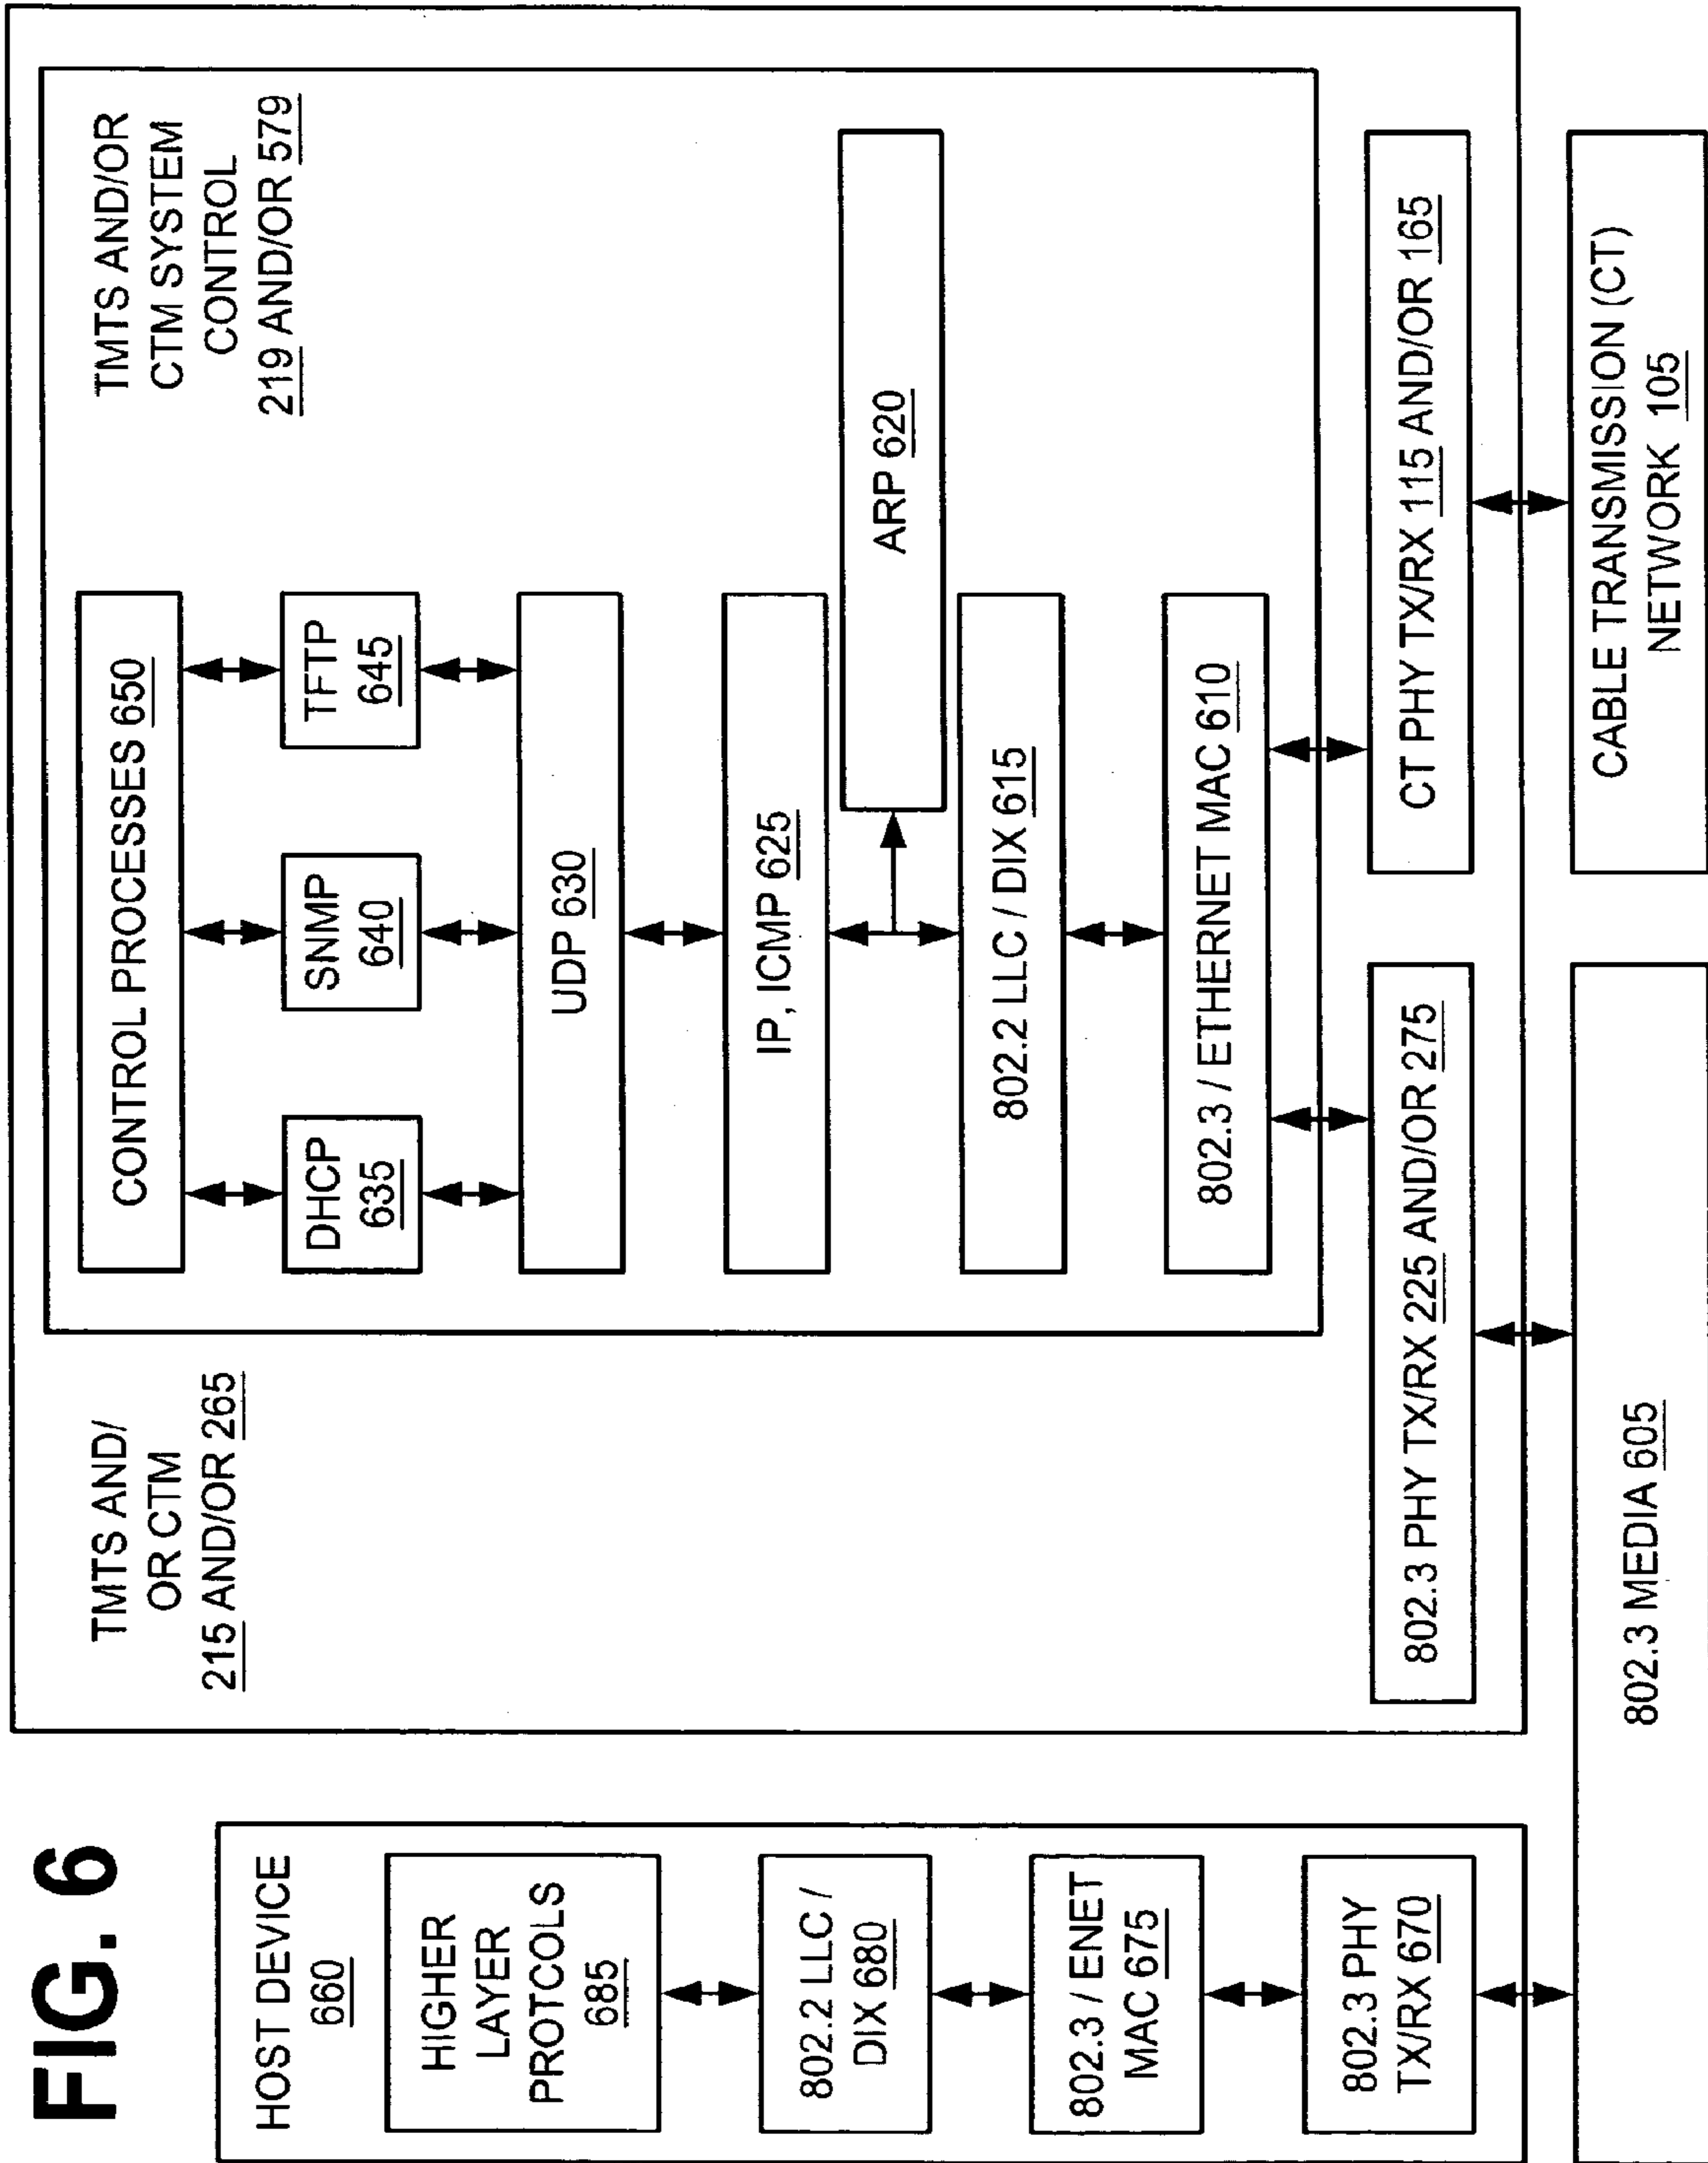 FIG. 6
HOST DEVICE
660
HIGHER
LAYER
PROTCOLS
685
802.2 LLC /
DIX 680
802.3 / ENET
MAC 675
802.3 PHY
TX/RX 670
TMTS AND/
OR CTM
215 AND/OR 265
TMTS AND/OR
CTM SYSTEM
CONTROL
219 AND/OR 579
CONTROL PROCESSES 650
DHCP
635
SNMP
640
TFTP
645
UDP 630
IP, ICMP 625
ARP 620
802.2 LLC / DIX 615
802.3 / ETHERNET MAC 610
802.3 PHY TX/RX 225 AND/OR 275
CT PHY TX/RX 115 AND/OR 165
802.3 MEDIA 605
CABLE TRANSMISSION (CT)
NETWORK 105